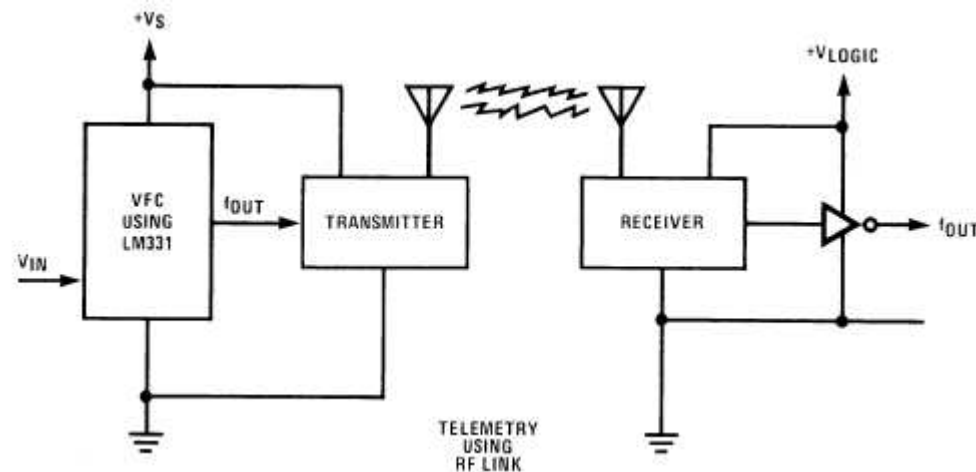 +VS
+VLOGIC
VFC
USING
LM331
fOUT
TRANSMITTER
RECEIVER
fOUT
VIN
TELEMETRY
USING
RF LINK